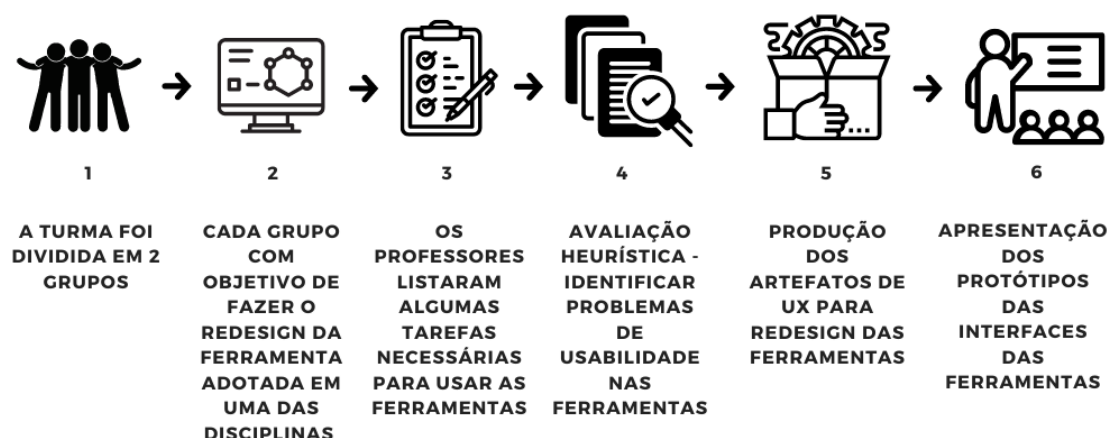 1
A TURMA FOI
DIVIDIDA EM 2
GRUPOS
2
CADA GRUPO
COM
OBJETIVO DE
FAZER O
REDESIGN DA
FERRAMENTA
ADOTADA EM
UMA DAS
DISCIPLINAS
3
OS
PROFESSORES
LISTARAM
ALGUMAS
TAREFAS
NECESSÁRIAS
PARA USAR AS
FERRAMENTAS
4
AVALIAÇÃO
HEURÍSTICA -
IDENTIFICAR
PROBLEMAS
DE
USABILIDADE
NAS
FERRAMENTAS
5
PRODUÇÃO
DOS
ARTEFATOS DE
UX PARA
REDESIGN DAS
FERRAMENTAS
6
APRESENTAÇÃO
DOS
PROTÓTIPOS
DAS
INTERFACES
DAS
FERRAMENTAS